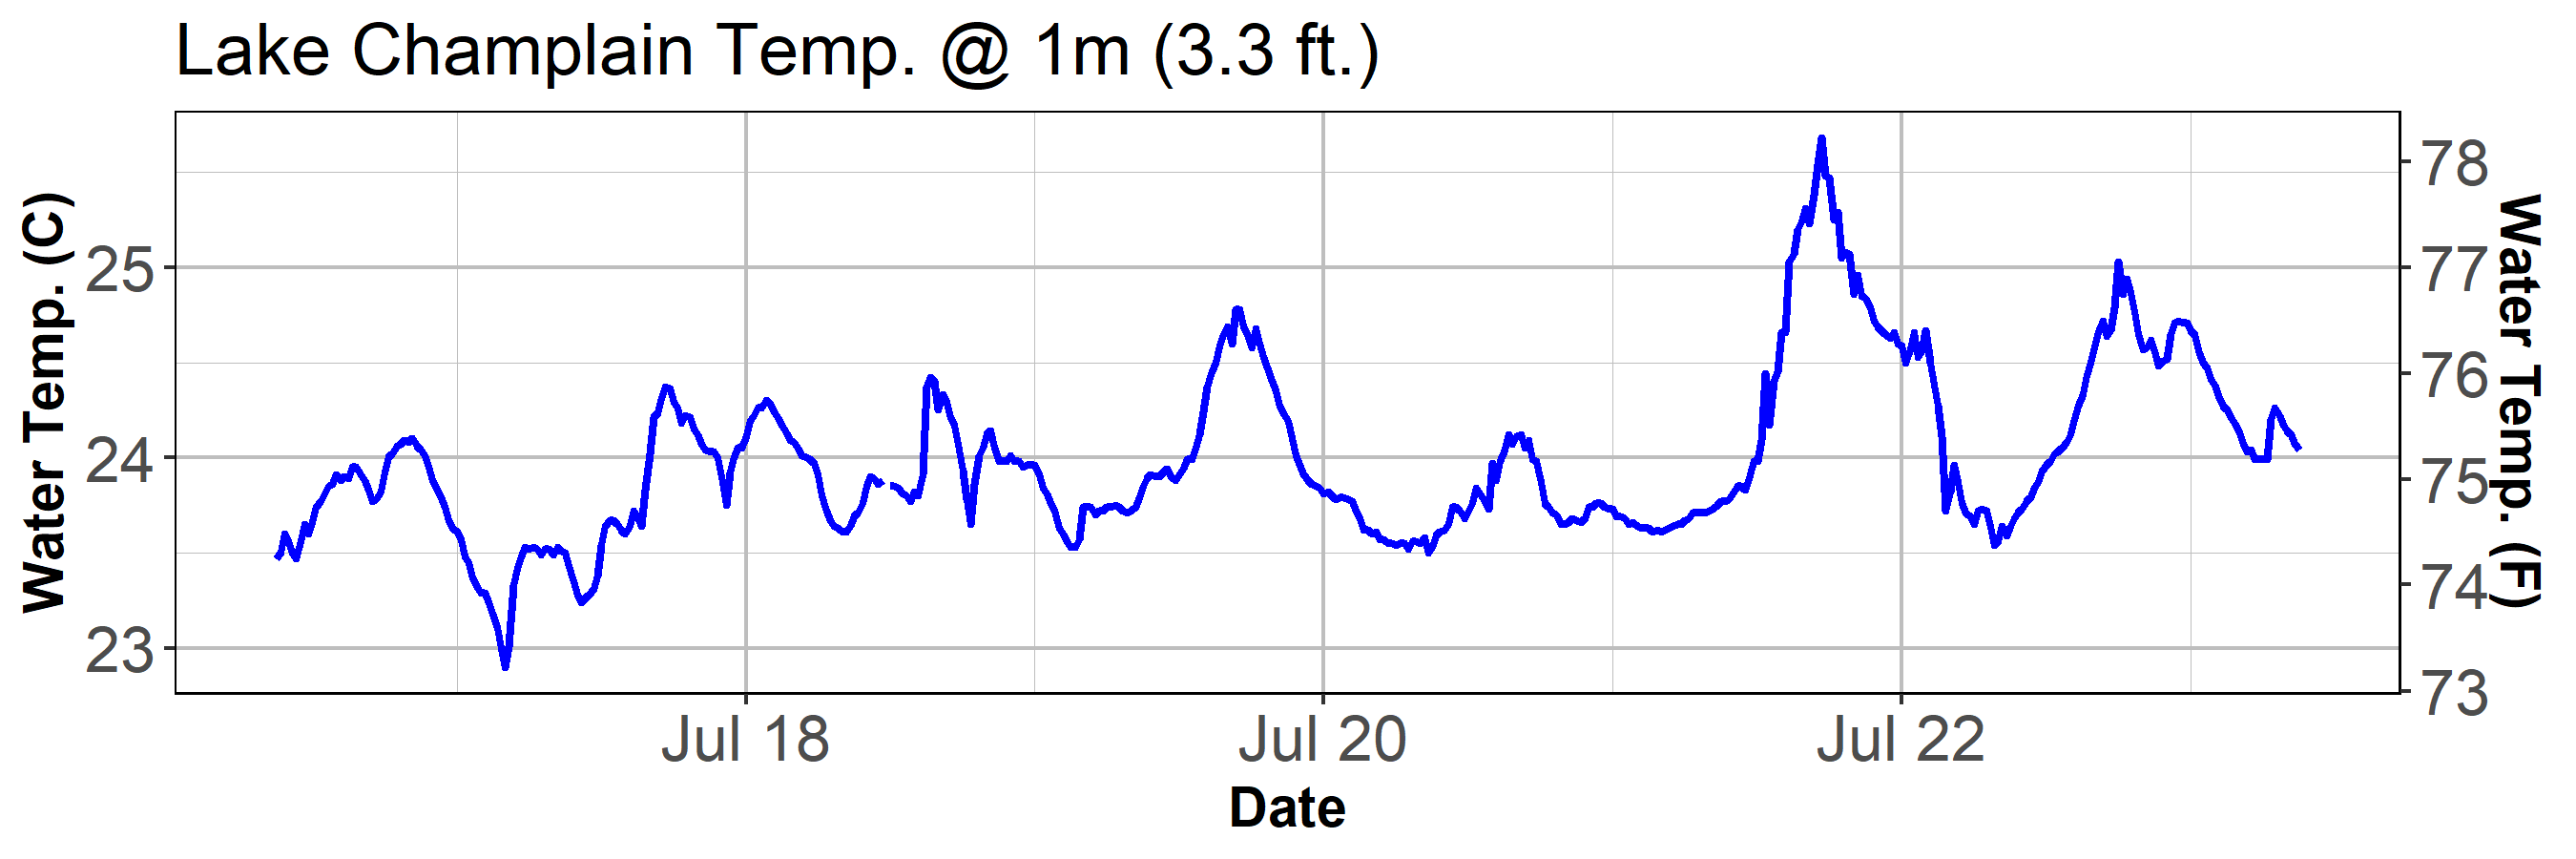 Lake Champlain Temp. @ 1m (3.3 ft.)
Water Temp. (C)
25
24
23
78
77
76
75
74
73
Water Temp. (F)
Jul 18
Jul 20
Jul 22
Date